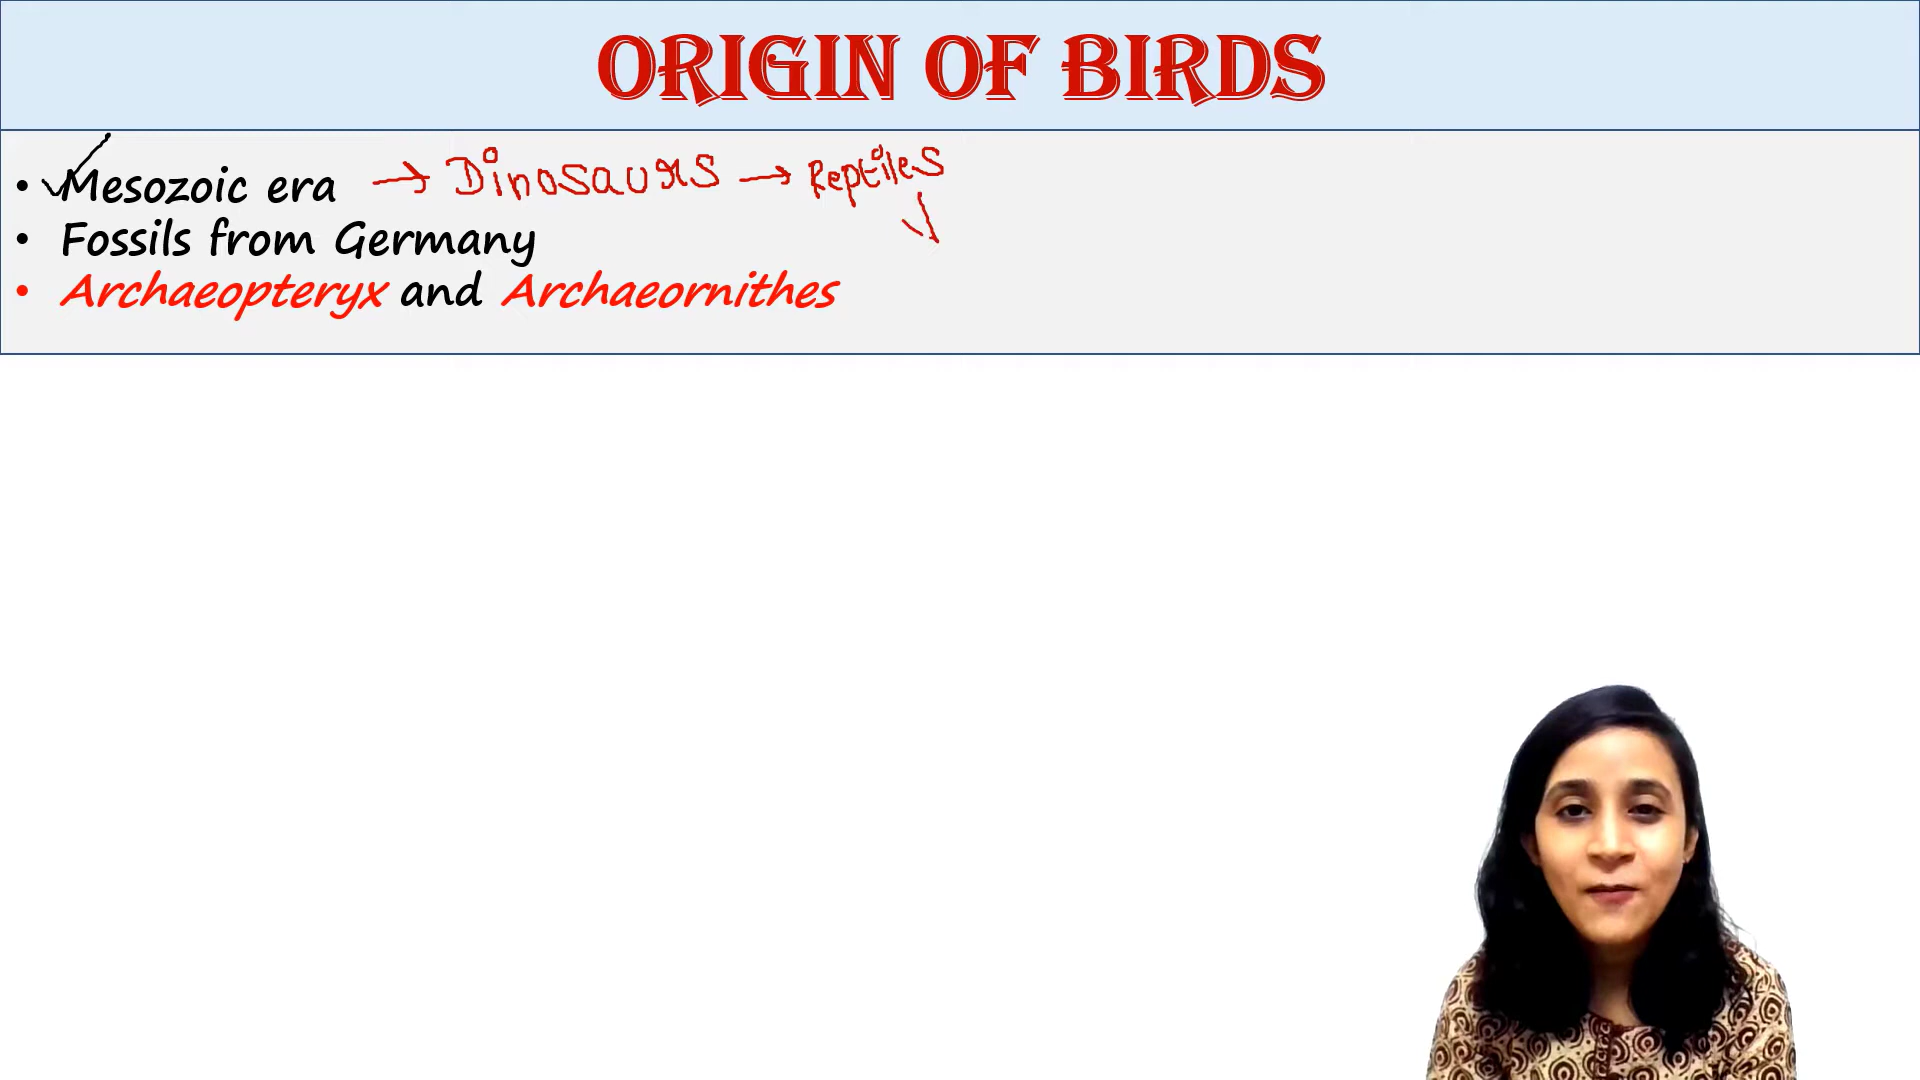 ORIGIN OF BIRDS
• Mesozoic era → Dinosaurs → Reptiles
• Fossils from Germany
• Archaeopteryx and Archaeornithes